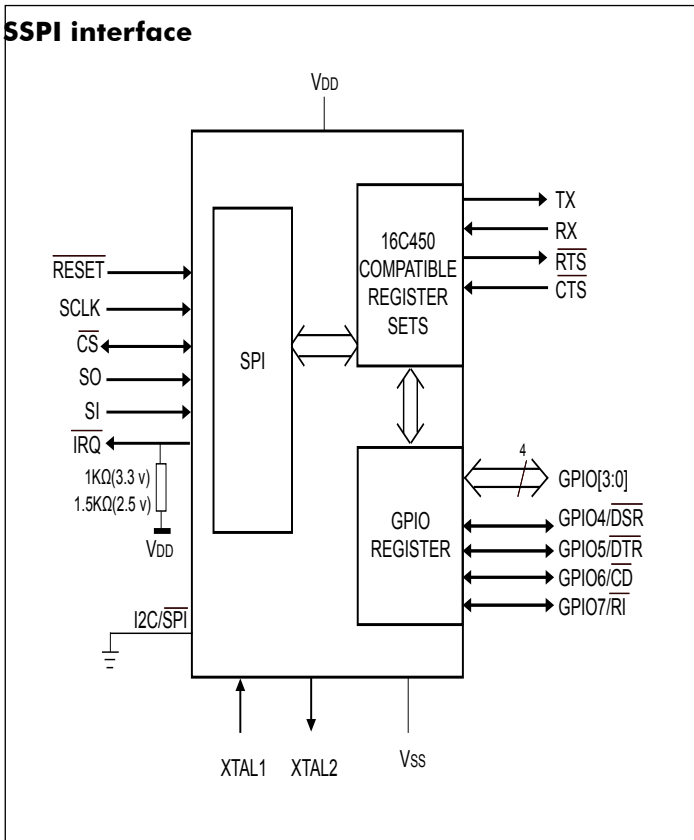 SSPI interface
VDD
RESET
SCLK
CS
SO
SI
IRQ
1KΩ(3.3 v)
1.5KΩ(2.5 v)
VDD
I2C/SPI
SPI
16C450
COMPATIBLE
REGISTER
SETS
GPIO
REGISTER
TX
RX
RTS
CTS
4
GPIO[3:0]
GPIO4/DSR
GPIO5/DTR
GPIO6/CD
GPIO7/RI
XTAL1
XTAL2
VSS